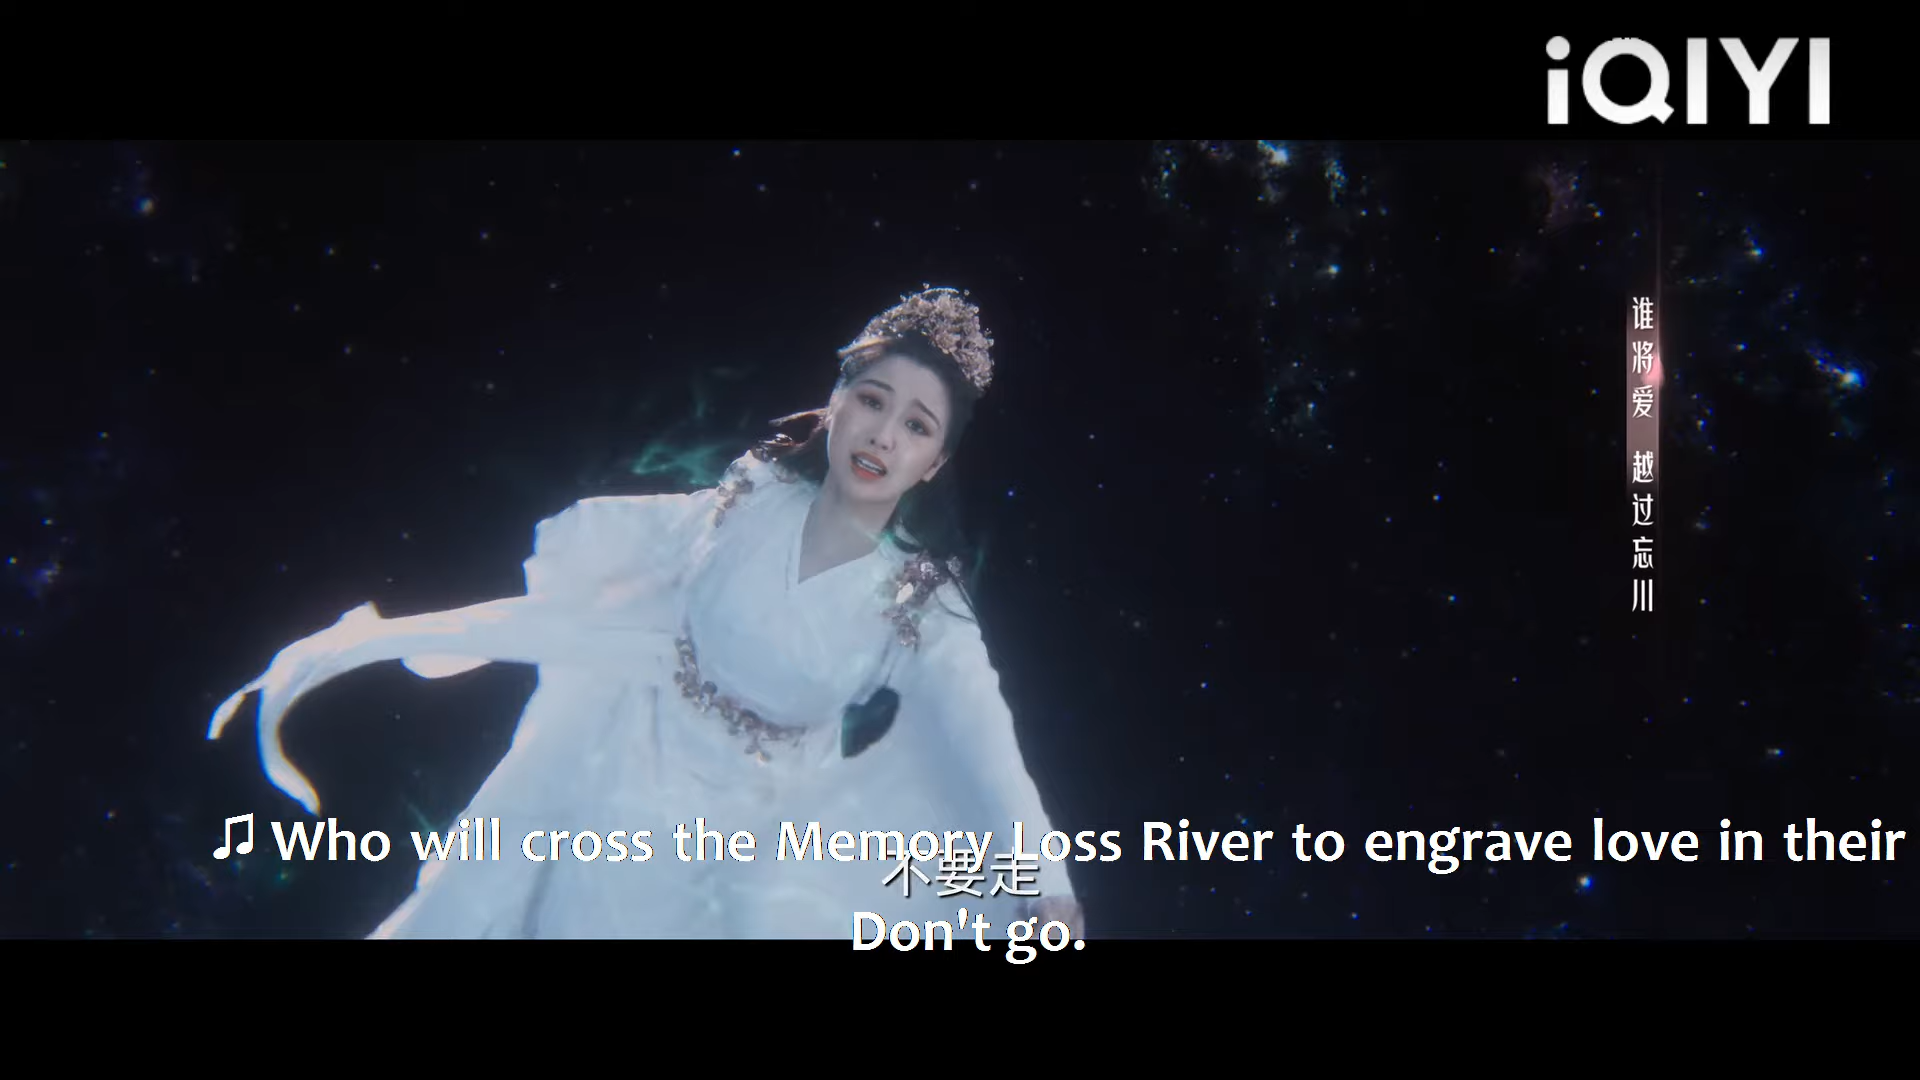 iQIYI
谁将爱 越过忘川
♫ Who will cross the Memory Loss River to engrave love in their
不要走
Don't go.